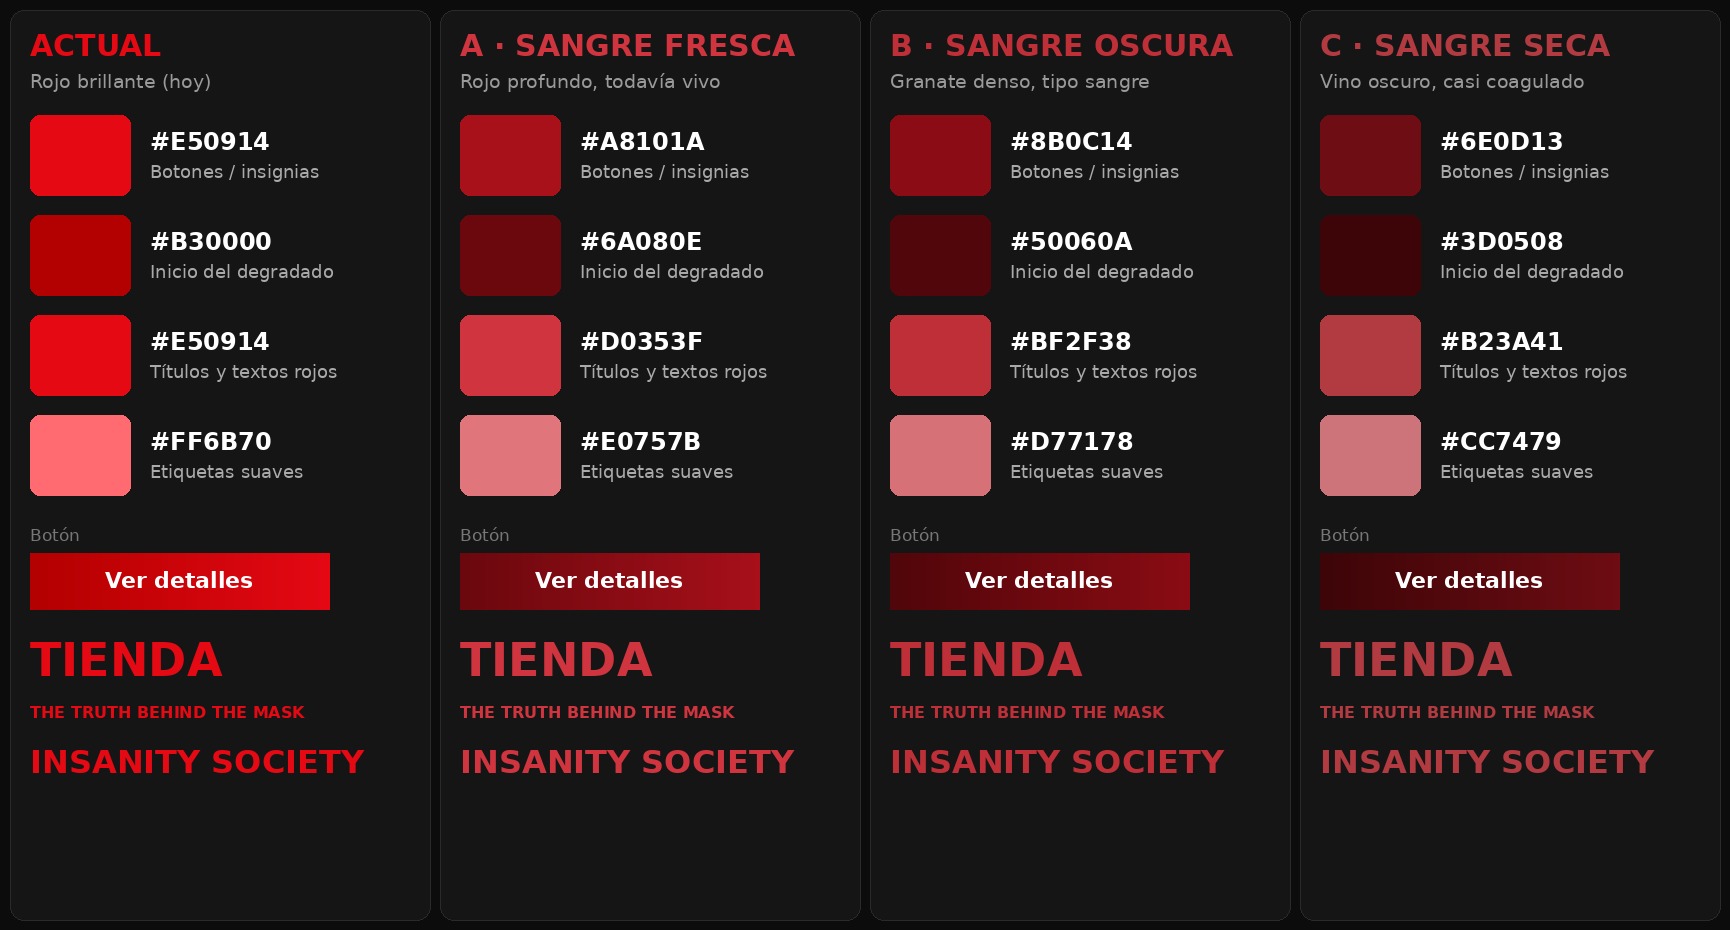 ACTUAL
Rojo brillante (hoy)
#E50914
Botones / insignias
#B30000
Inicio del degradado
#E50914
Títulos y textos rojos
#FF6B70
Etiquetas suaves
Botón
Ver detalles
TIENDA
THE TRUTH BEHIND THE MASK
INSANITY SOCIETY
A · SANGRE FRESCA
Rojo profundo, todavía vivo
#A8101A
Botones / insignias
#6A080E
Inicio del degradado
#D0353F
Títulos y textos rojos
#E0757B
Etiquetas suaves
Botón
Ver detalles
TIENDA
THE TRUTH BEHIND THE MASK
INSANITY SOCIETY
B · SANGRE OSCURA
Granate denso, tipo sangre
#8B0C14
Botones / insignias
#50060A
Inicio del degradado
#BF2F38
Títulos y textos rojos
#D77178
Etiquetas suaves
Botón
Ver detalles
TIENDA
THE TRUTH BEHIND THE MASK
INSANITY SOCIETY
C · SANGRE SECA
Vino oscuro, casi coagulado
#6E0D13
Botones / insignias
#3D0508
Inicio del degradado
#B23A41
Títulos y textos rojos
#CC7479
Etiquetas suaves
Botón
Ver detalles
TIENDA
THE TRUTH BEHIND THE MASK
INSANITY SOCIETY